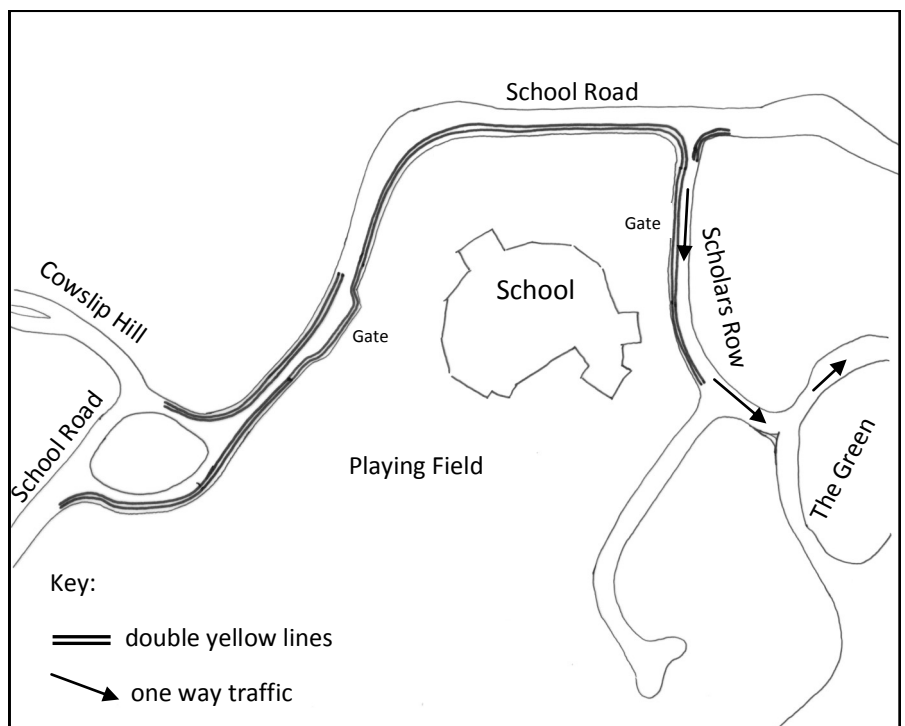 School Road
Gate
Scholars Row
School
Cowslip Hill
Gate
School Road
Playing Field
The Green
Key:
double yellow lines
one way traffic